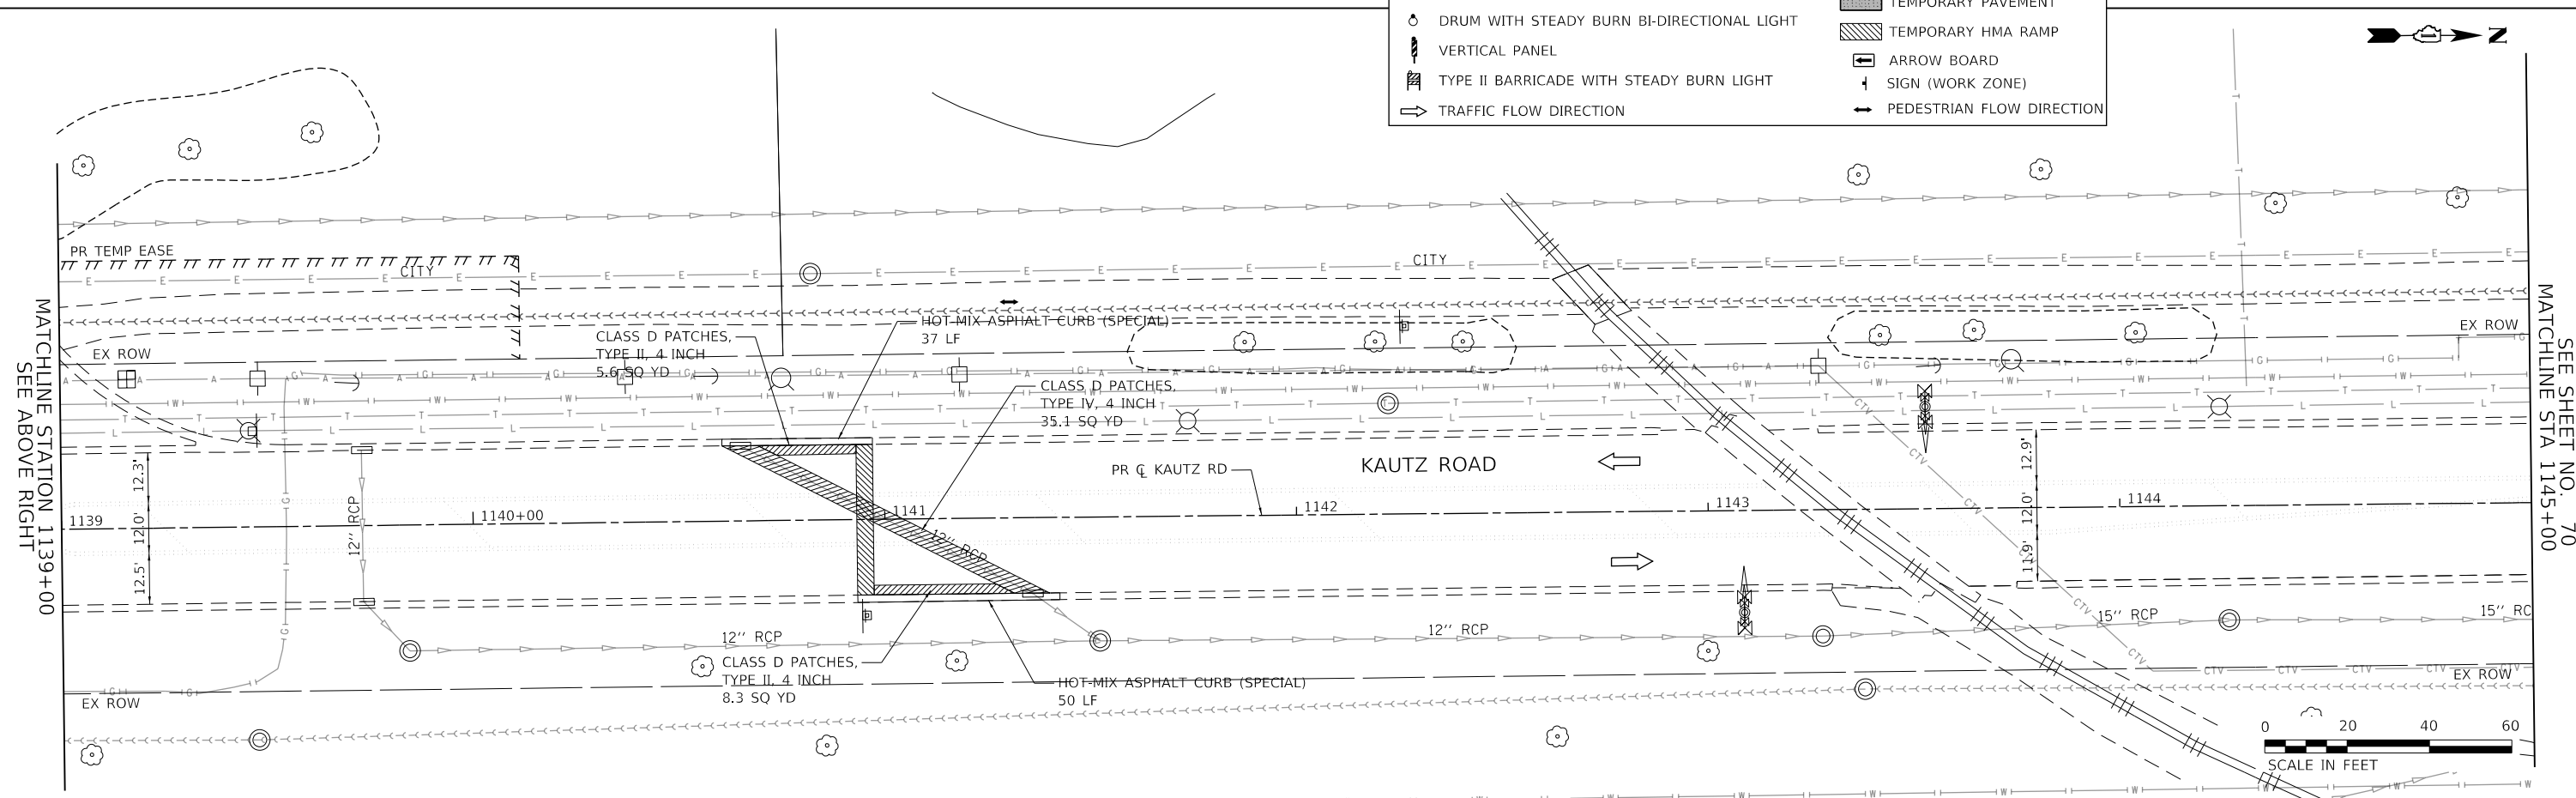 DRUM WITH STEADY BURN BI-DIRECTIONAL LIGHT
VERTICAL PANEL
TYPE II BARRICADE WITH STEADY BURN LIGHT
TRAFFIC FLOW DIRECTION
TEMPORARY PAVEMENT
TEMPORARY HMA RAMP
ARROW BOARD
SIGN (WORK ZONE)
PEDESTRIAN FLOW DIRECTION
N
PR TEMP EASE
CITY
CITY
MATCHLINE STATION 1139+00
SEE ABOVE RIGHT
EX ROW
CLASS D PATCHES,
TYPE II, 4 INCH
5.6 SQ YD
HOT-MIX ASPHALT CURB (SPECIAL)
37 LF
CLASS D PATCHES,
TYPE IV, 4 INCH
35.1 SQ YD
EX ROW
SEE SHEET NO. 70
MATCHLINE STA 1145+00
PR ℄ KAUTZ RD
KAUTZ ROAD
12.3'
12.0'
12.5'
12'' RCP
12'' RCP
12.9'
12.0'
11.9'
1139
1140+00
1141
1142
1143
1144
CTV
CTV
CTV
CTV
CTV
CTV
CTV
CTV
CTV
CTV
CTV
12'' RCP
12'' RCP
15'' RCP
15'' RC
CLASS D PATCHES,
TYPE II, 4 INCH
8.3 SQ YD
HOT-MIX ASPHALT CURB (SPECIAL)
50 LF
EX ROW
EX ROW
0 20 40 60
SCALE IN FEET